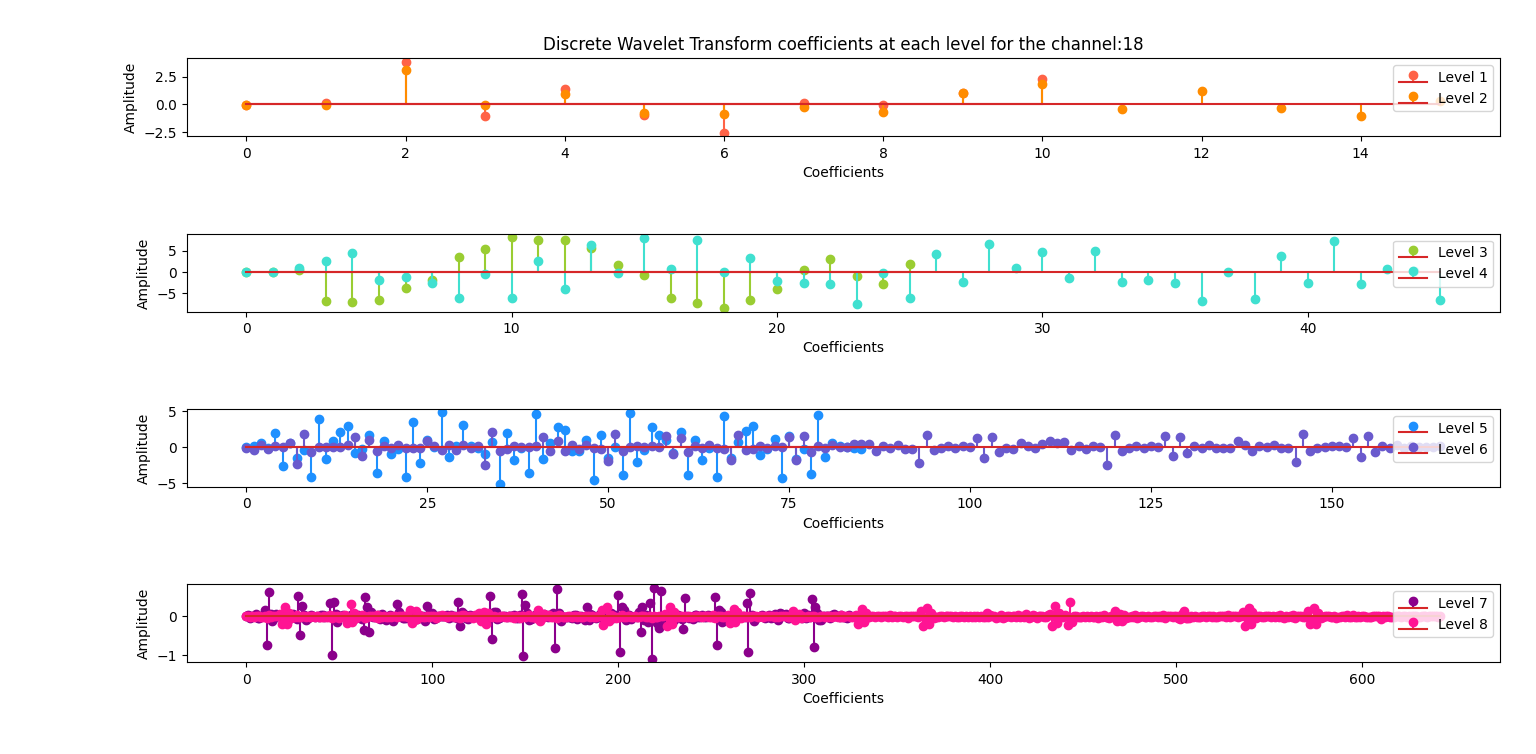 Discrete Wavelet Transform coefficients at each level for the channel:18
Amplitude
2.5
0.0
−2.5
Level 1
Level 2
0 2 4 6 8 10 12 14
Coefficients
Amplitude
5
0
−5
Level 3
Level 4
0 10 20 30 40
Coefficients
Amplitude
5
0
−5
Level 5
Level 6
0 25 50 75 100 125 150
Coefficients
Amplitude
0
−1
Level 7
Level 8
0 100 200 300 400 500 600
Coefficients